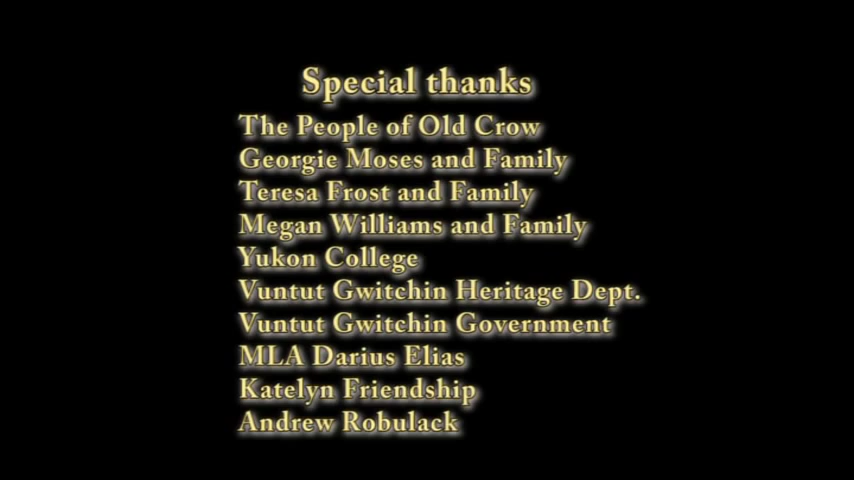 Special thanks
The People of Old Crow
Georgie Moses and Family
Teresa Frost and Family
Megan Williams and Family
Yukon College
Vuntut Gwitchin Heritage Dept.
Vuntut Gwitchin Government
MLA Darius Elias
Katelyn Friendship
Andrew Robulack